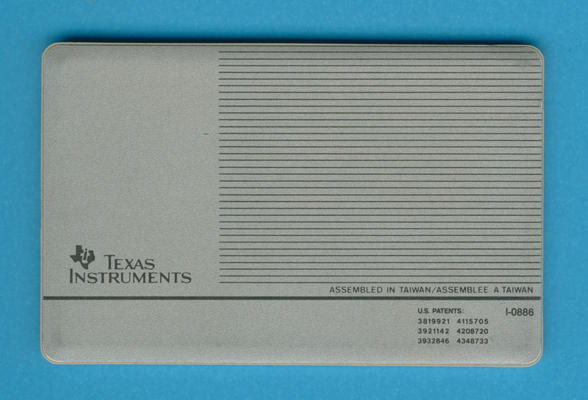 TEXAS
INSTRUMENTS
ASSEMBLED IN TAIWAN/ASSEMBLEE A TAIWAN
U.S. PATENTS: I-0886
3819921 4115705
3921142 4208720
3932846 4348733